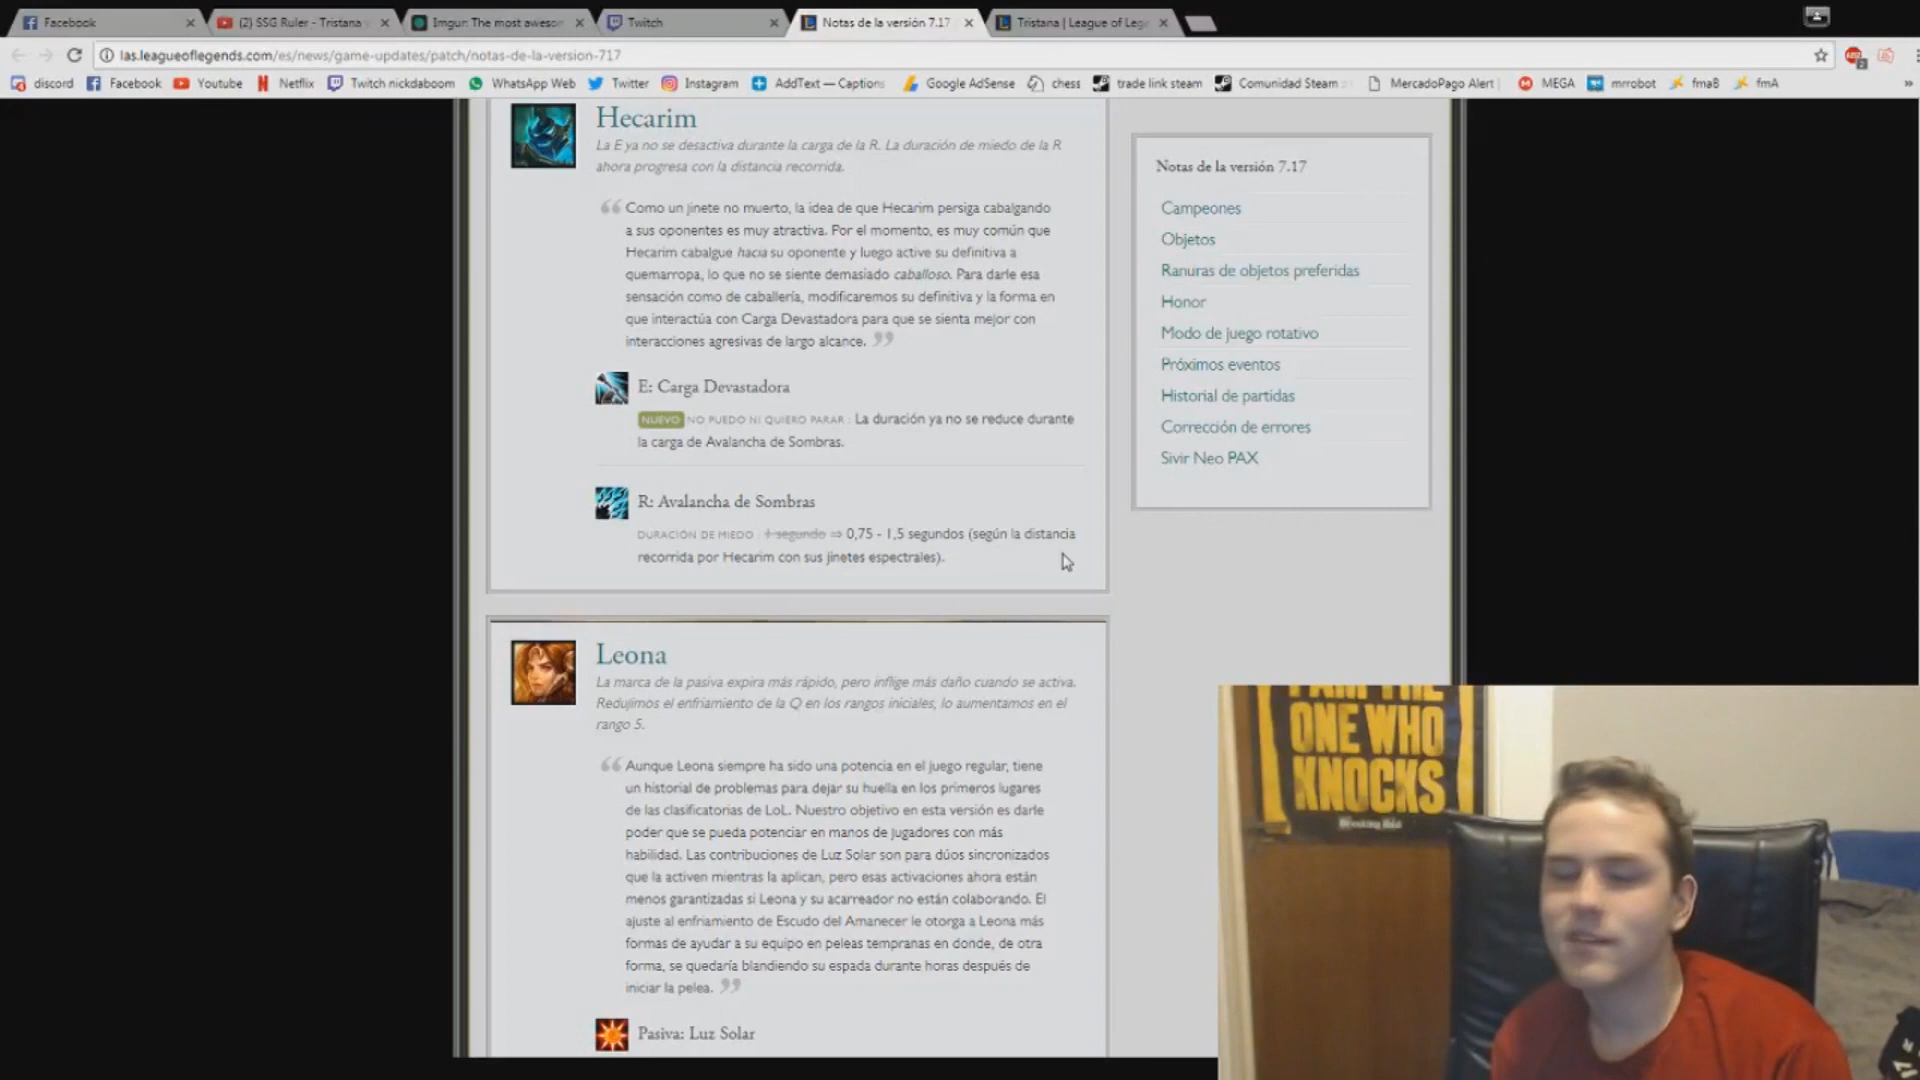 Facebook
(2) SSG Ruler - Tristana
Imgur: The most aweson
Twitch
Notas de la versión 7.17
Tristana | League of Lege
las.leagueoflegends.com/es/news/game-updates/patch/notas-de-la-version-717
discord
Facebook
Youtube
Netflix
Twitch nickdaboom
WhatsApp Web
Twitter
Instagram
AddText — Captions
Google AdSense
chess
trade link steam
Comunidad Steam
MercadoPago Alert
MEGA
mrrobot
fmaB
fmA
»
Hecarim
La E ya no se desactiva durante la carga de la R. La duración de miedo de la R
ahora progresa con la distancia recorrida.
Como un jinete no muerto, la idea de que Hecarim persiga cabalgando
a sus oponentes es muy atractiva. Por el momento, es muy común que
Hecarim cabalgue hacia su oponente y luego active su definitiva a
quemarropa, lo que no se siente demasiado caballoso. Para darle esa
sensación como de caballería, modificaremos su definitiva y la forma en
que interactúa con Carga Devastadora para que se sienta mejor con
interacciones agresivas de largo alcance.
E: Carga Devastadora
NUEVO NO PUEDO NI QUIERO PARAR : La duración ya no se reduce durante
la carga de Avalancha de Sombras.
R: Avalancha de Sombras
DURACIÓN DE MIEDO : 1 segundo ⇒ 0,75 - 1,5 segundos (según la distancia
recorrida por Hecarim con sus jinetes espectrales).
Leona
La marca de la pasiva expira más rápido, pero inflige más daño cuando se activa.
Redujimos el enfriamiento de la Q en los rangos iniciales, lo aumentamos en el
rango 5.
Aunque Leona siempre ha sido una potencia en el juego regular, tiene
un historial de problemas para dejar su huella en los primeros lugares
de las clasificatorias de LoL. Nuestro objetivo en esta versión es darle
poder que se pueda potenciar en manos de jugadores con más
habilidad. Las contribuciones de Luz Solar son para dúos sincronizados
que la activen mientras la aplican, pero esas activaciones ahora están
menos garantizadas si Leona y su acarreador no están colaborando. El
ajuste al enfriamiento de Escudo del Amanecer le otorga a Leona más
formas de ayudar a su equipo en peleas tempranas en donde, de otra
forma, se quedaría blandiendo su espada durante horas después de
iniciar la pelea.
Pasiva: Luz Solar
Notas de la versión 7.17
Campeones
Objetos
Ranuras de objetos preferidas
Honor
Modo de juego rotativo
Próximos eventos
Historial de partidas
Corrección de errores
Sivir Neo PAX
I AM THE
ONE WHO
KNOCKS
Breaking Bad